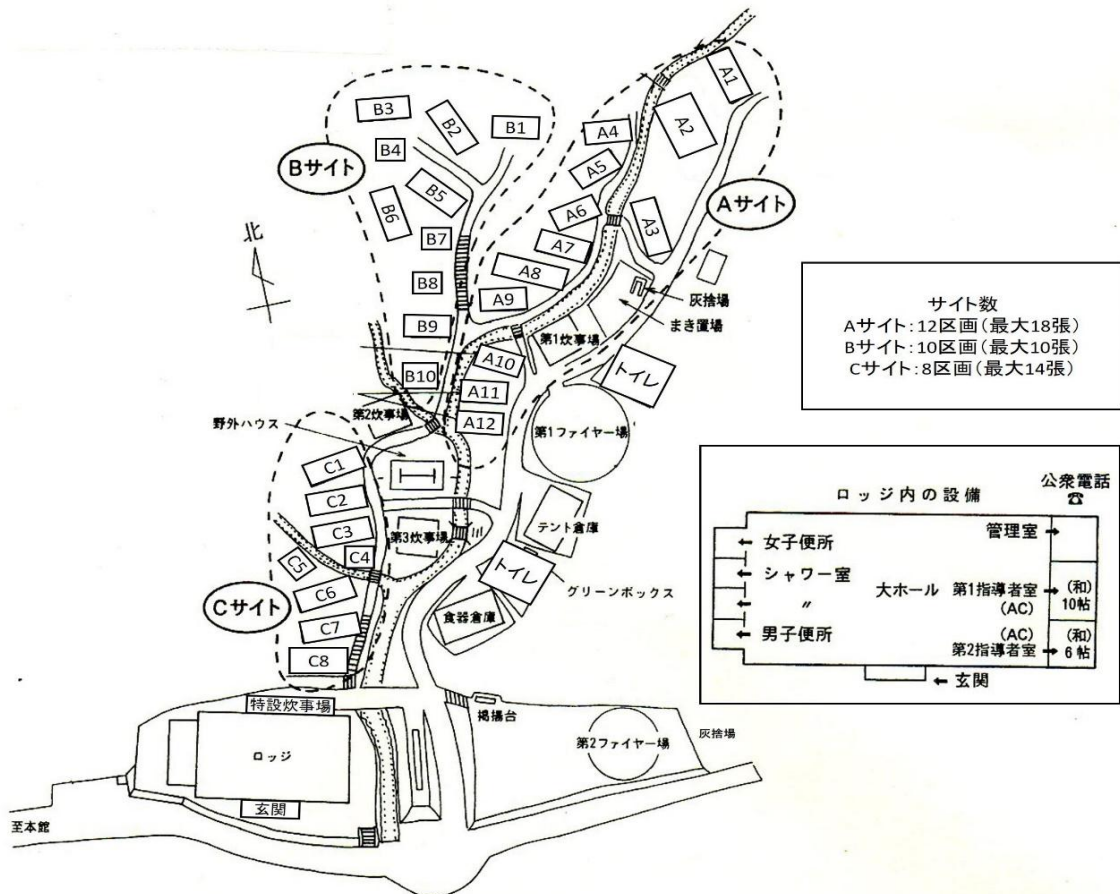 A1
A2
A3
A4
A5
A6
A7
A8
A9
A10
A11
A12
Aサイト
B1
B2
B3
B4
B5
B6
B7
B8
B9
B10
Bサイト
北
灰捨場
まき置場
第1炊事場
トイレ
第1ファイヤー場
第2炊事場
野外ハウス
C1
C2
C3
C4
C5
C6
C7
C8
Cサイト
第3炊事場
テント倉庫
トイレ
グリーンボックス
食器倉庫
特設炊事場
ロッジ
玄関
至本館
掲揚台
第2ファイヤー場
灰捨場
サイト数
Aサイト:12区画(最大18張)
Bサイト:10区画(最大10張)
Cサイト:8区画(最大14張)
ロッジ内の設備
公衆電話
☎
管理室→
←女子便所
←シャワー室
← 〃
←男子便所
大ホール
第1指導者室→
(AC)
(和)
10帖
(AC)
第2指導者室→
(和)
6帖
←玄関